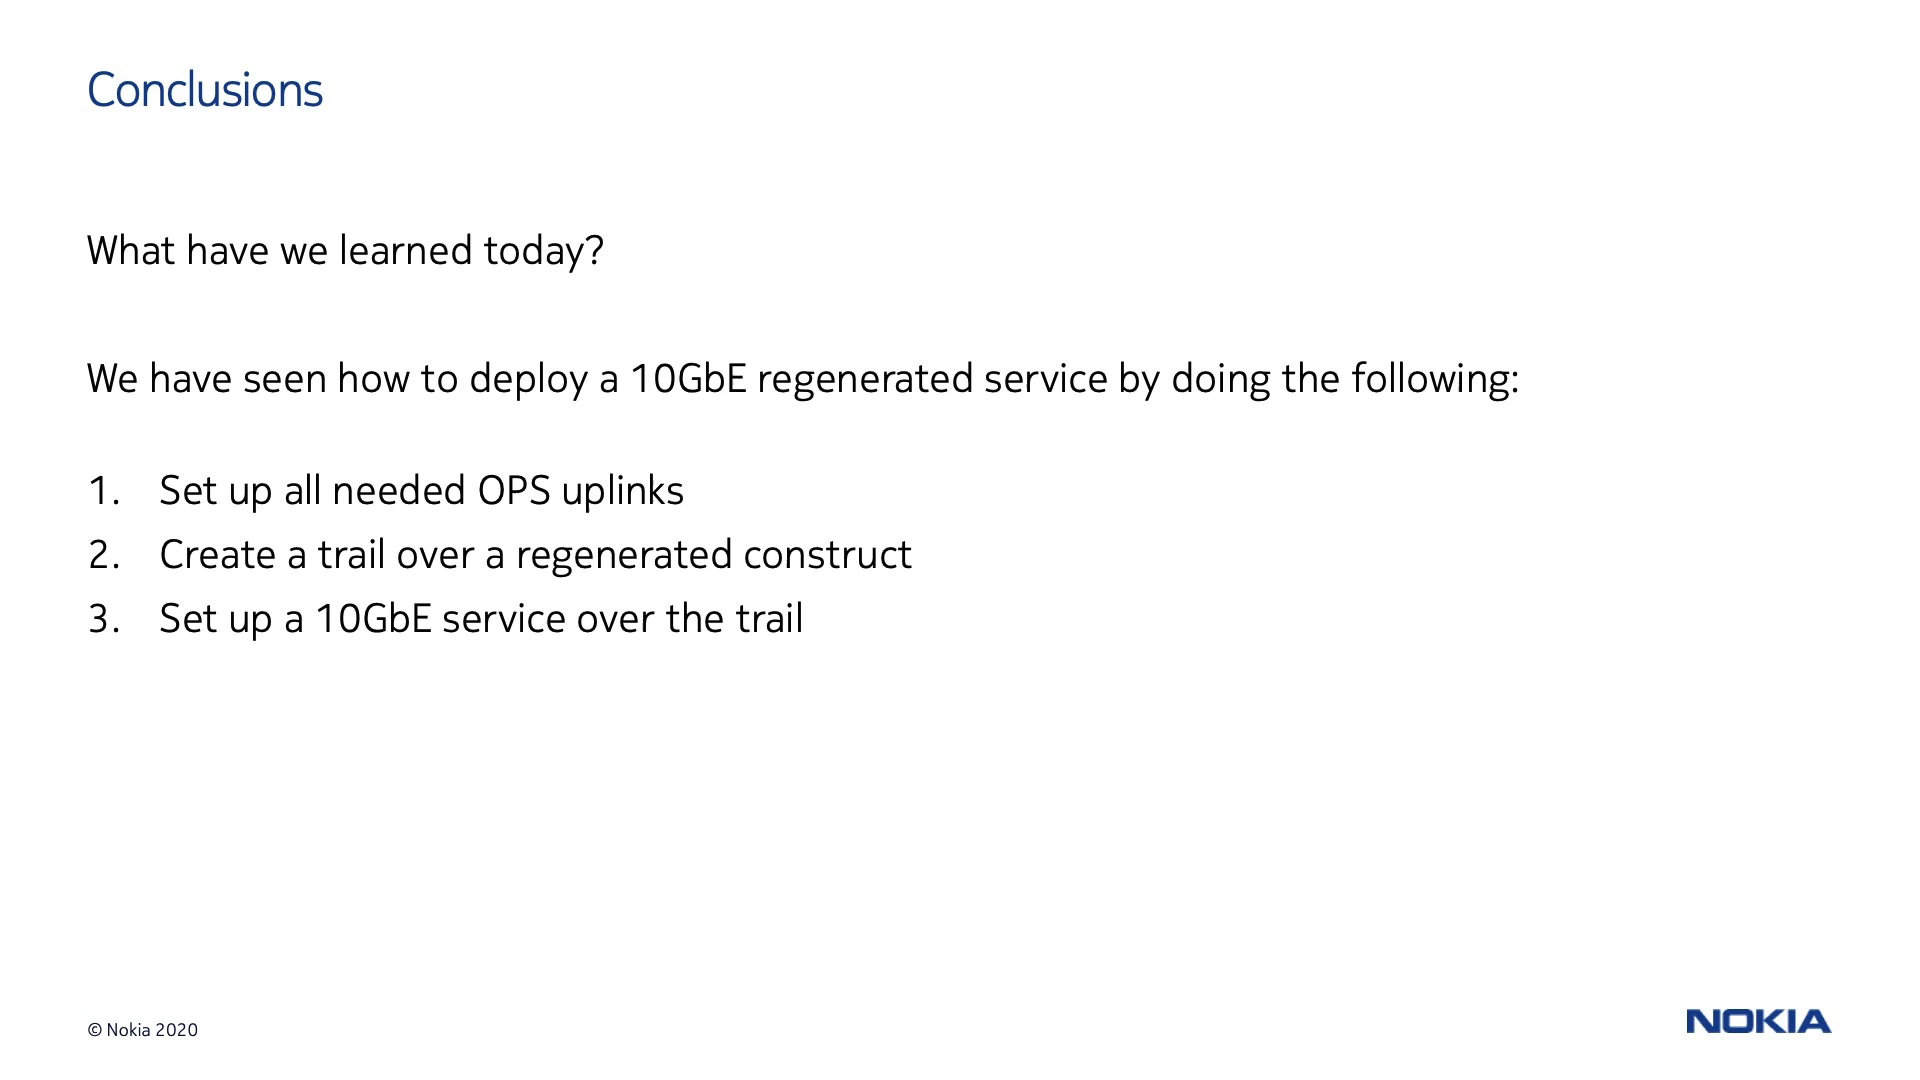 Conclusions
What have we learned today?
We have seen how to deploy a 10GbE regenerated service by doing the following:
1. Set up all needed OPS uplinks
2. Create a trail over a regenerated construct
3. Set up a 10GbE service over the trail
© Nokia 2020
NOKIA